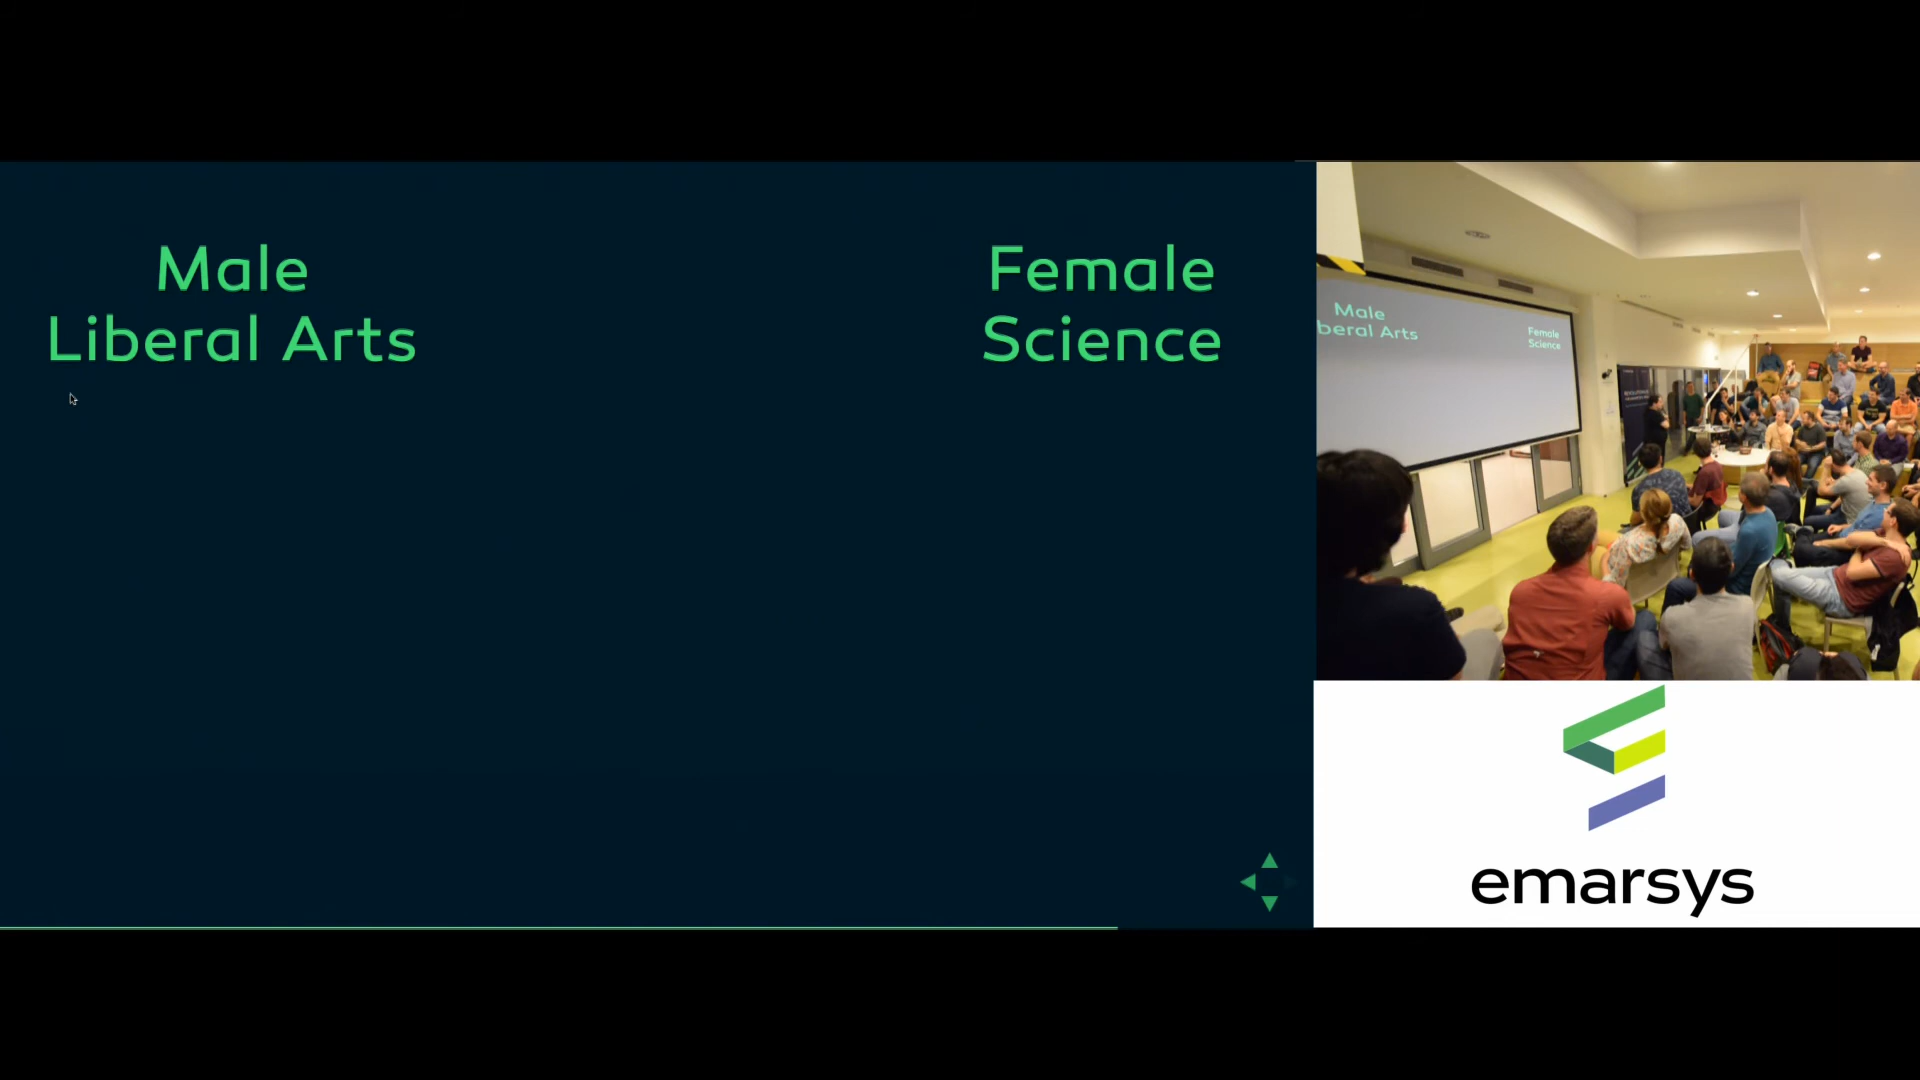 Male
Liberal Arts
Female
Science
Male
beral Arts
Female
Science
emarsys